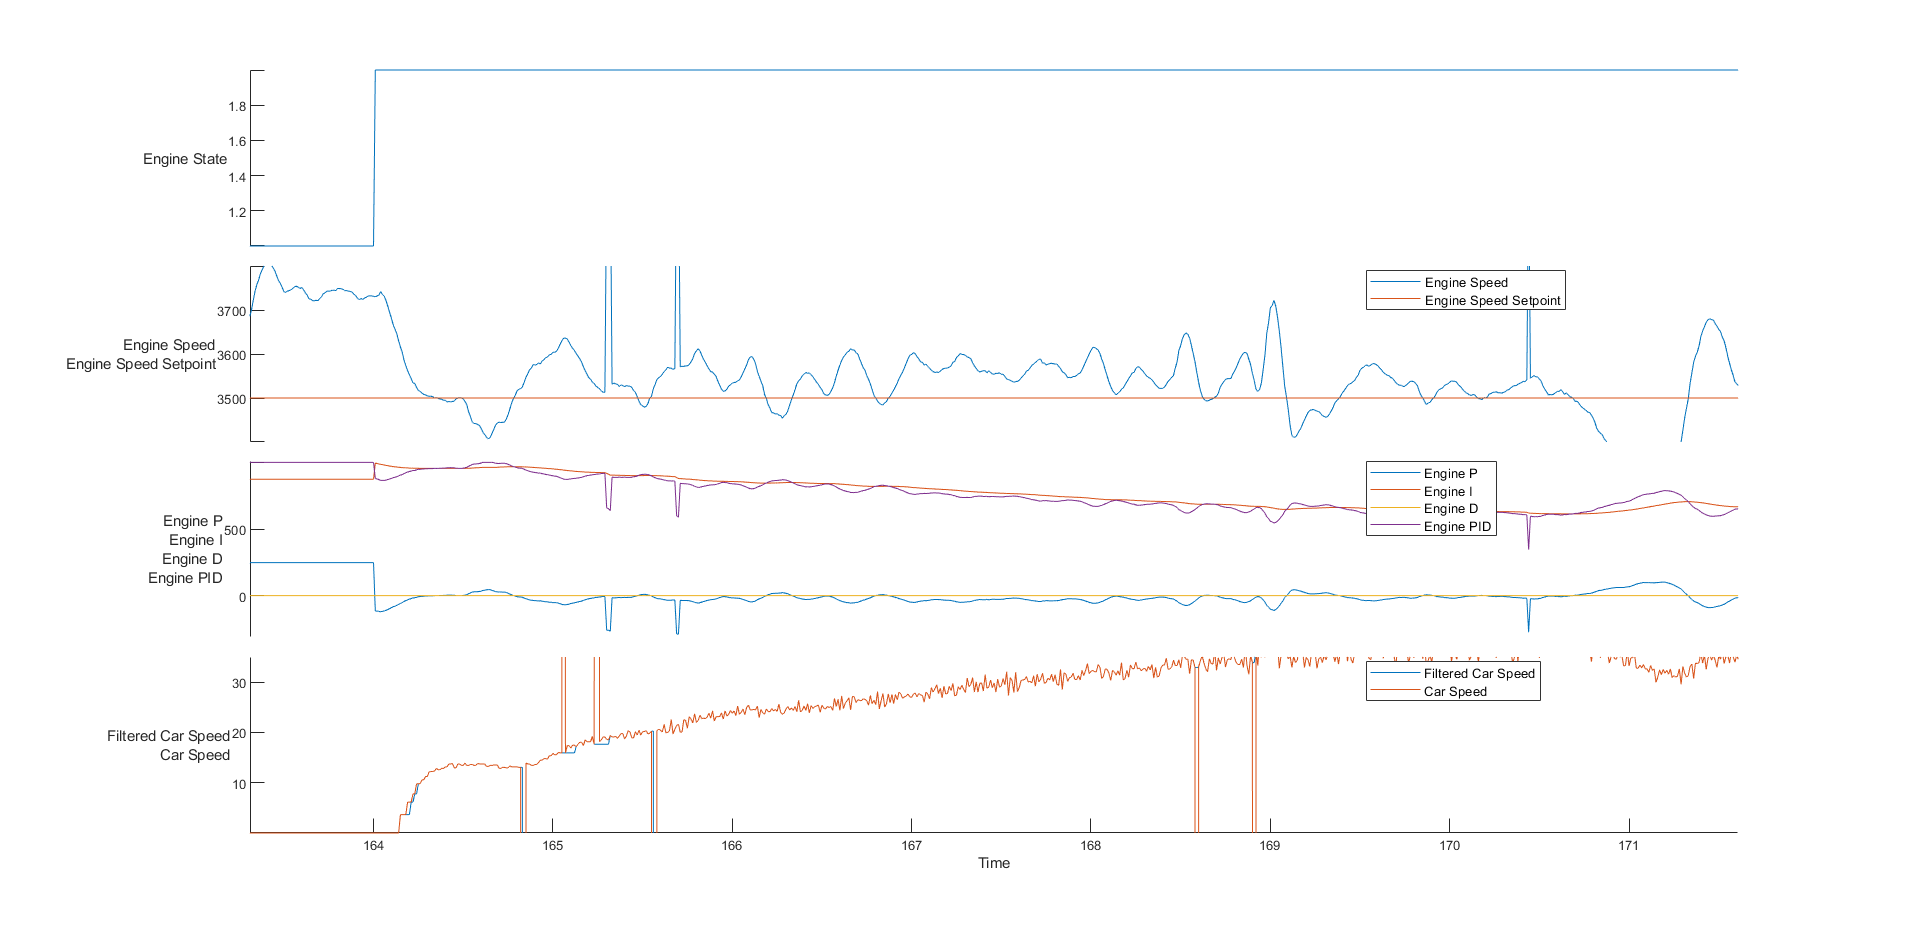 1.8
1.6
Engine State
1.4
1.2
Engine Speed
Engine Speed Setpoint
3700
Engine Speed
3600
Engine Speed Setpoint
3500
Engine P
Engine I
Engine D
Engine PID
Engine P
500
Engine I
Engine D
Engine PID
0
Filtered Car Speed
Car Speed
30
Filtered Car Speed
20
Car Speed
10
164 165 166 167 168 169 170 171
Time